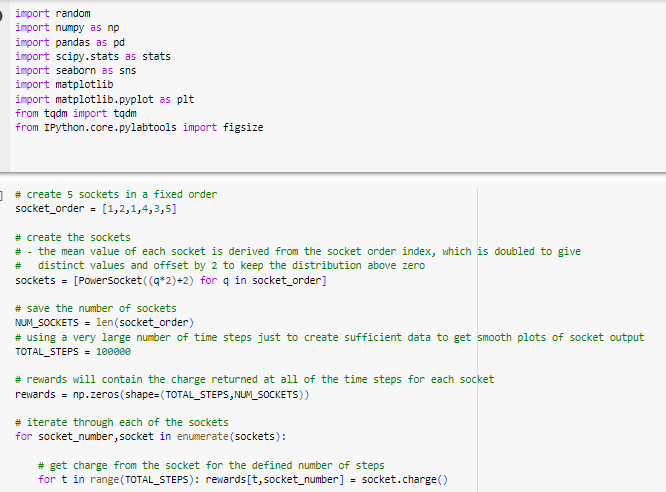 import random
import numpy as np
import pandas as pd
import scipy.stats as stats
import seaborn as sns
import matplotlib
import matplotlib.pyplot as plt
from tqdm import tqdm
from IPython.core.pylabtools import figsize
] # create 5 sockets in a fixed order
socket_order = [1,2,1,4,3,5]
# create the sockets
# - the mean value of each socket is derived from the socket order index, which is doubled to give
#   distinct values and offset by 2 to keep the distribution above zero
sockets = [PowerSocket((q*2)+2) for q in socket_order]
# save the number of sockets
NUM_SOCKETS = len(socket_order)
# using a very large number of time steps just to create sufficient data to get smooth plots of socket output
TOTAL_STEPS = 100000
# rewards will contain the charge returned at all of the time steps for each socket
rewards = np.zeros(shape=(TOTAL_STEPS,NUM_SOCKETS))
# iterate through each of the sockets
for socket_number,socket in enumerate(sockets):
    # get charge from the socket for the defined number of steps
    for t in range(TOTAL_STEPS): rewards[t,socket_number] = socket.charge()